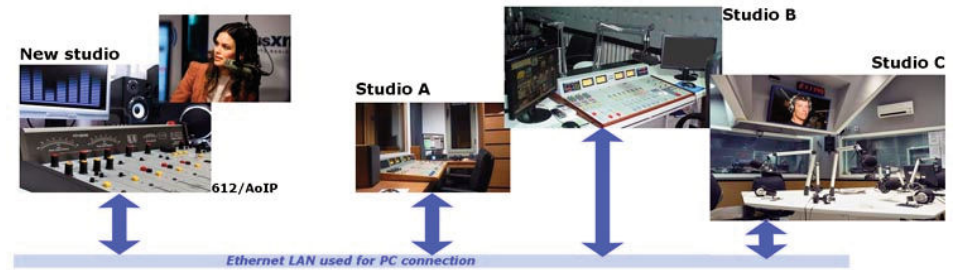 New studio
Studio A
Studio B
Studio C
612/AoIP
Ethernet LAN used for PC connection